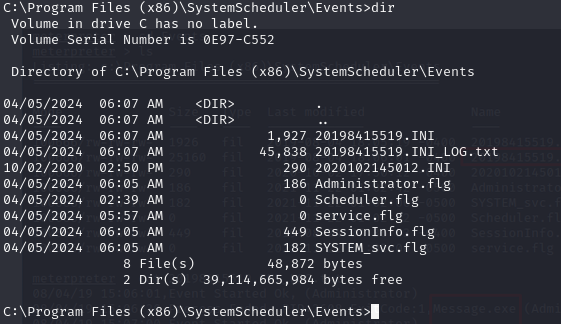 C:\Program Files (x86)\SystemScheduler\Events>dir
Volume in drive C has no label.
Volume Serial Number is 0E97-C552
Directory of C:\Program Files (x86)\SystemScheduler\Events
04/05/2024 06:07 AM <DIR> .
04/05/2024 06:07 AM <DIR> ..
04/05/2024 06:07 AM 1,927 20198415519.INI
04/05/2024 06:07 AM 45,838 20198415519.INI_LOG.txt
10/02/2020 02:50 PM 290 2020102145012.INI
04/05/2024 06:05 AM 186 Administrator.flg
04/05/2024 02:39 AM 0 Scheduler.flg
04/05/2024 05:57 AM 0 service.flg
04/05/2024 06:05 AM 449 SessionInfo.flg
04/05/2024 06:05 AM 182 SYSTEM_svc.flg
8 File(s) 48,872 bytes
2 Dir(s) 39,114,665,984 bytes free
C:\Program Files (x86)\SystemScheduler\Events>